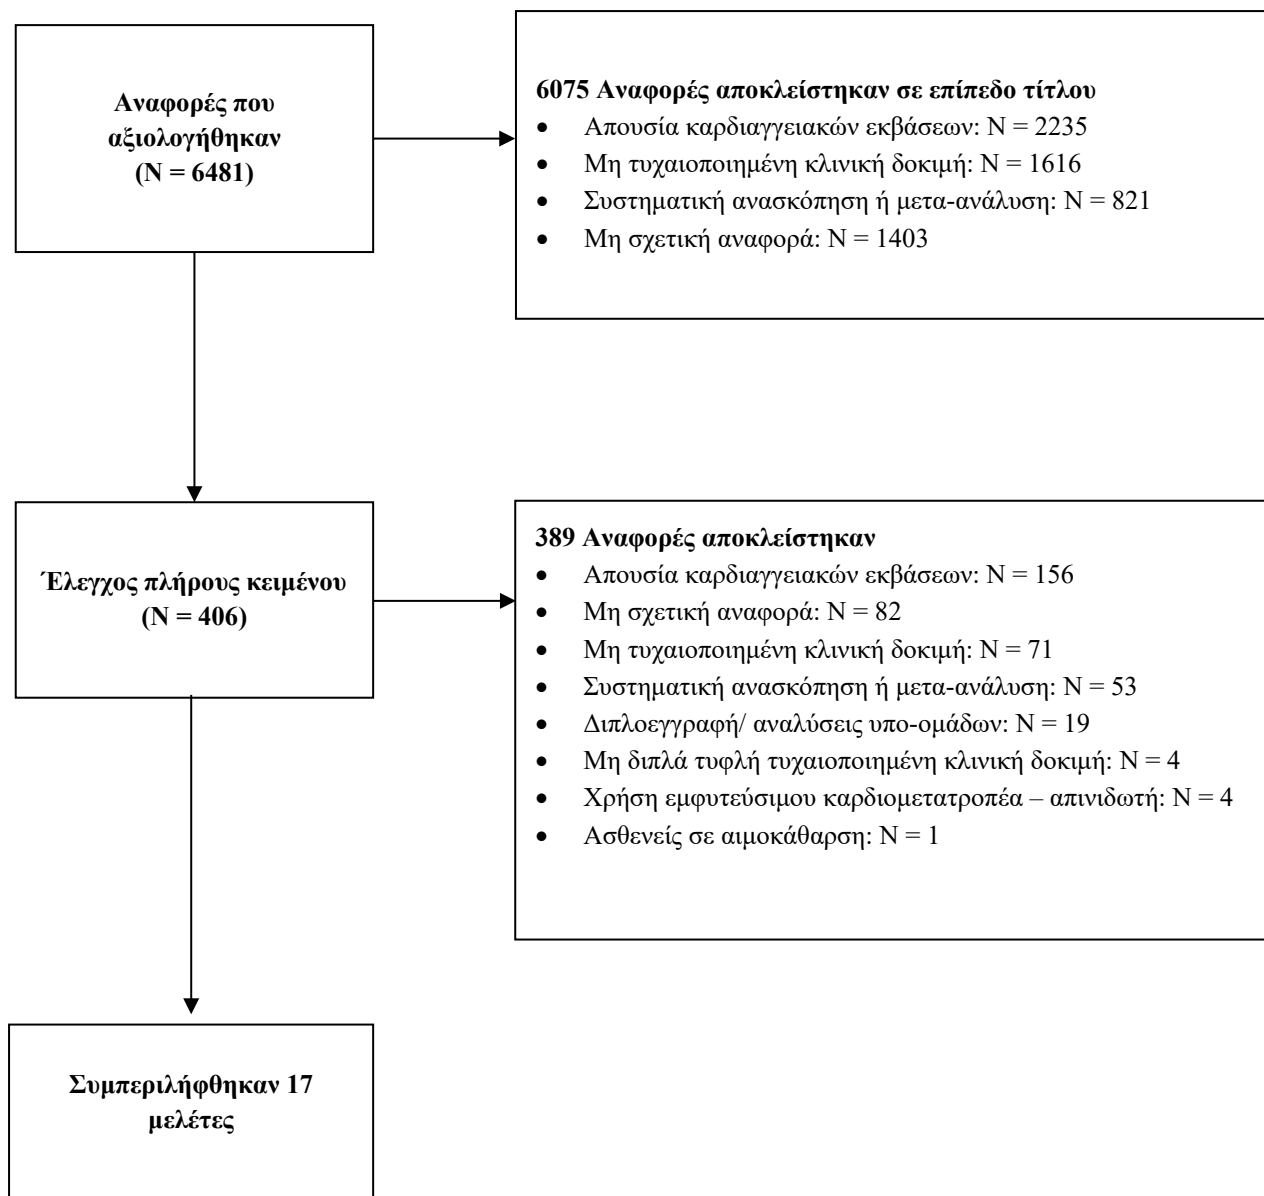 Αναφορές που
αξιολογήθηκαν
(N = 6481)
6075 Αναφορές αποκλείστηκαν σε επίπεδο τίτλου
• Απουσία καρδιαγγειακών εκβάσεων: N = 2235
• Μη τυχαιοποιημένη κλινική δοκιμή: N = 1616
• Συστηματική ανασκόπηση ή μετα-ανάλυση: N = 821
• Μη σχετική αναφορά: N = 1403
Έλεγχος πλήρους κειμένου
(N = 406)
389 Αναφορές αποκλείστηκαν
• Απουσία καρδιαγγειακών εκβάσεων: N = 156
• Μη σχετική αναφορά: N = 82
• Μη τυχαιοποιημένη κλινική δοκιμή: N = 71
• Συστηματική ανασκόπηση ή μετα-ανάλυση: N = 53
• Διπλοεγγραφή/ αναλύσεις υπο-ομάδων: N = 19
• Μη διπλά τυφλή τυχαιοποιημένη κλινική δοκιμή: N = 4
• Χρήση εμφυτεύσιμου καρδιομετατροπέα – απινιδωτή: N = 4
• Ασθενείς σε αιμοκάθαρση: N = 1
Συμπεριλήφθηκαν 17
μελέτες